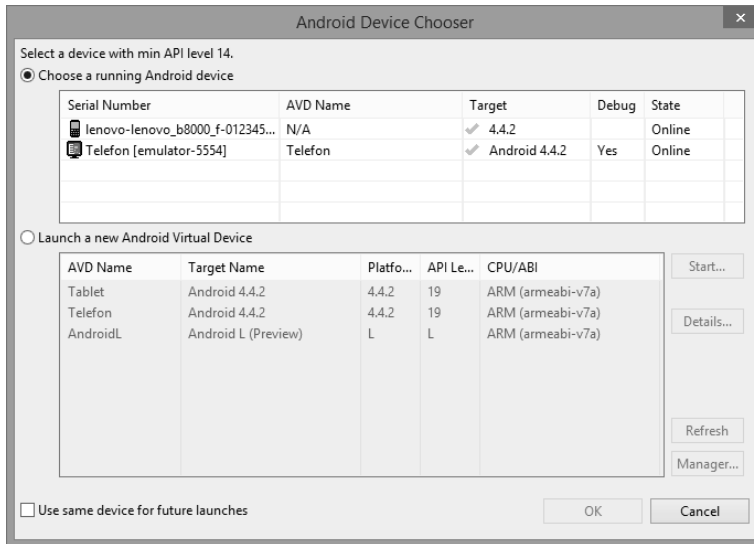 Android Device Chooser
Select a device with min API level 14.
Choose a running Android device
Serial Number AVD Name Target Debug State
lenovo-lenovo_b8000_f-012345... N/A 4.4.2 Online
Telefon [emulator-5554] Telefon Android 4.4.2 Yes Online
Launch a new Android Virtual Device
AVD Name Target Name Platfo... API Le... CPU/ABI Start...
Tablet Android 4.4.2 4.4.2 19 ARM (armeabi-v7a)
Telefon Android 4.4.2 4.4.2 19 ARM (armeabi-v7a) Details...
AndroidL Android L (Preview) L L ARM (armeabi-v7a)
Refresh
Manager...
Use same device for future launches OK Cancel